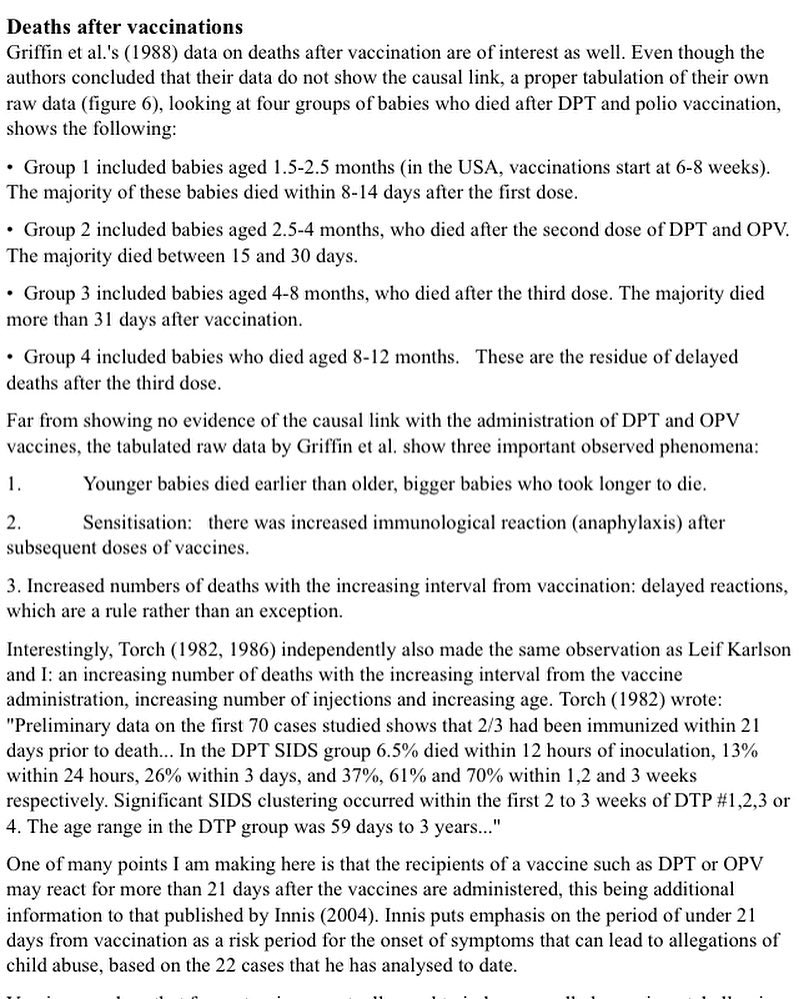 Deaths after vaccinations
Griffin et al.'s (1988) data on deaths after vaccination are of interest as well. Even though the
authors concluded that their data do not show the causal link, a proper tabulation of their own
raw data (figure 6), looking at four groups of babies who died after DPT and polio vaccination,
shows the following:
• Group 1 included babies aged 1.5-2.5 months (in the USA, vaccinations start at 6-8 weeks).
The majority of these babies died within 8-14 days after the first dose.
• Group 2 included babies aged 2.5-4 months, who died after the second dose of DPT and OPV.
The majority died between 15 and 30 days.
• Group 3 included babies aged 4-8 months, who died after the third dose. The majority died
more than 31 days after vaccination.
• Group 4 included babies who died aged 8-12 months. These are the residue of delayed
deaths after the third dose.
Far from showing no evidence of the causal link with the administration of DPT and OPV
vaccines, the tabulated raw data by Griffin et al. show three important observed phenomena:
1. Younger babies died earlier than older, bigger babies who took longer to die.
2. Sensitisation: there was increased immunological reaction (anaphylaxis) after
subsequent doses of vaccines.
3. Increased numbers of deaths with the increasing interval from vaccination: delayed reactions,
which are a rule rather than an exception.
Interestingly, Torch (1982, 1986) independently also made the same observation as Leif Karlson
and I: an increasing number of deaths with the increasing interval from the vaccine
administration, increasing number of injections and increasing age. Torch (1982) wrote:
"Preliminary data on the first 70 cases studied shows that 2/3 had been immunized within 21
days prior to death... In the DPT SIDS group 6.5% died within 12 hours of inoculation, 13%
within 24 hours, 26% within 3 days, and 37%, 61% and 70% within 1,2 and 3 weeks
respectively. Significant SIDS clustering occurred within the first 2 to 3 weeks of DTP #1,2,3 or
4. The age range in the DTP group was 59 days to 3 years..."
One of many points I am making here is that the recipients of a vaccine such as DPT or OPV
may react for more than 21 days after the vaccines are administered, this being additional
information to that published by Innis (2004). Innis puts emphasis on the period of under 21
days from vaccination as a risk period for the onset of symptoms that can lead to allegations of
child abuse, based on the 22 cases that he has analysed to date.